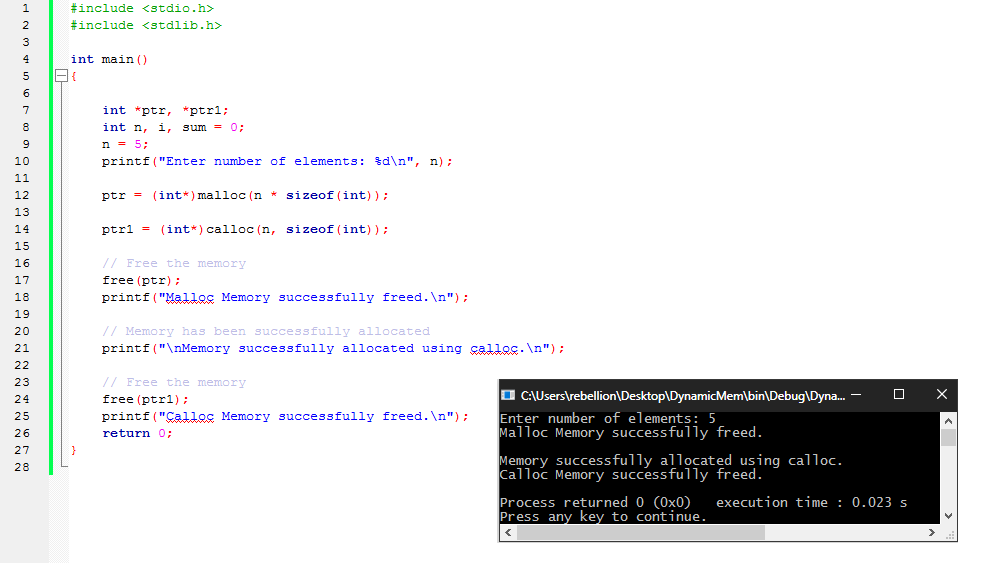 1 #include <stdio.h>
2 #include <stdlib.h>
3
4 int main()
5 {
6
7 int *ptr, *ptr1;
8 int n, i, sum = 0;
9 n = 5;
10 printf("Enter number of elements: %d\n", n);
11
12 ptr = (int*)malloc(n * sizeof(int));
13
14 ptr1 = (int*)calloc(n, sizeof(int));
15
16 // Free the memory
17 free(ptr);
18 printf("Malloc Memory successfully freed.\n");
19
20 // Memory has been successfully allocated
21 printf("\nMemory successfully allocated using calloc.\n");
22
23 // Free the memory
24 free(ptr1);
25 printf("Calloc Memory successfully freed.\n");
26 return 0;
27 }
28
C:\Users\rebellion\Desktop\DynamicMem\bin\Debug\Dyna...
Enter number of elements: 5
Malloc Memory successfully freed.
Memory successfully allocated using calloc.
Calloc Memory successfully freed.
Process returned 0 (0x0) execution time : 0.023 s
Press any key to continue.